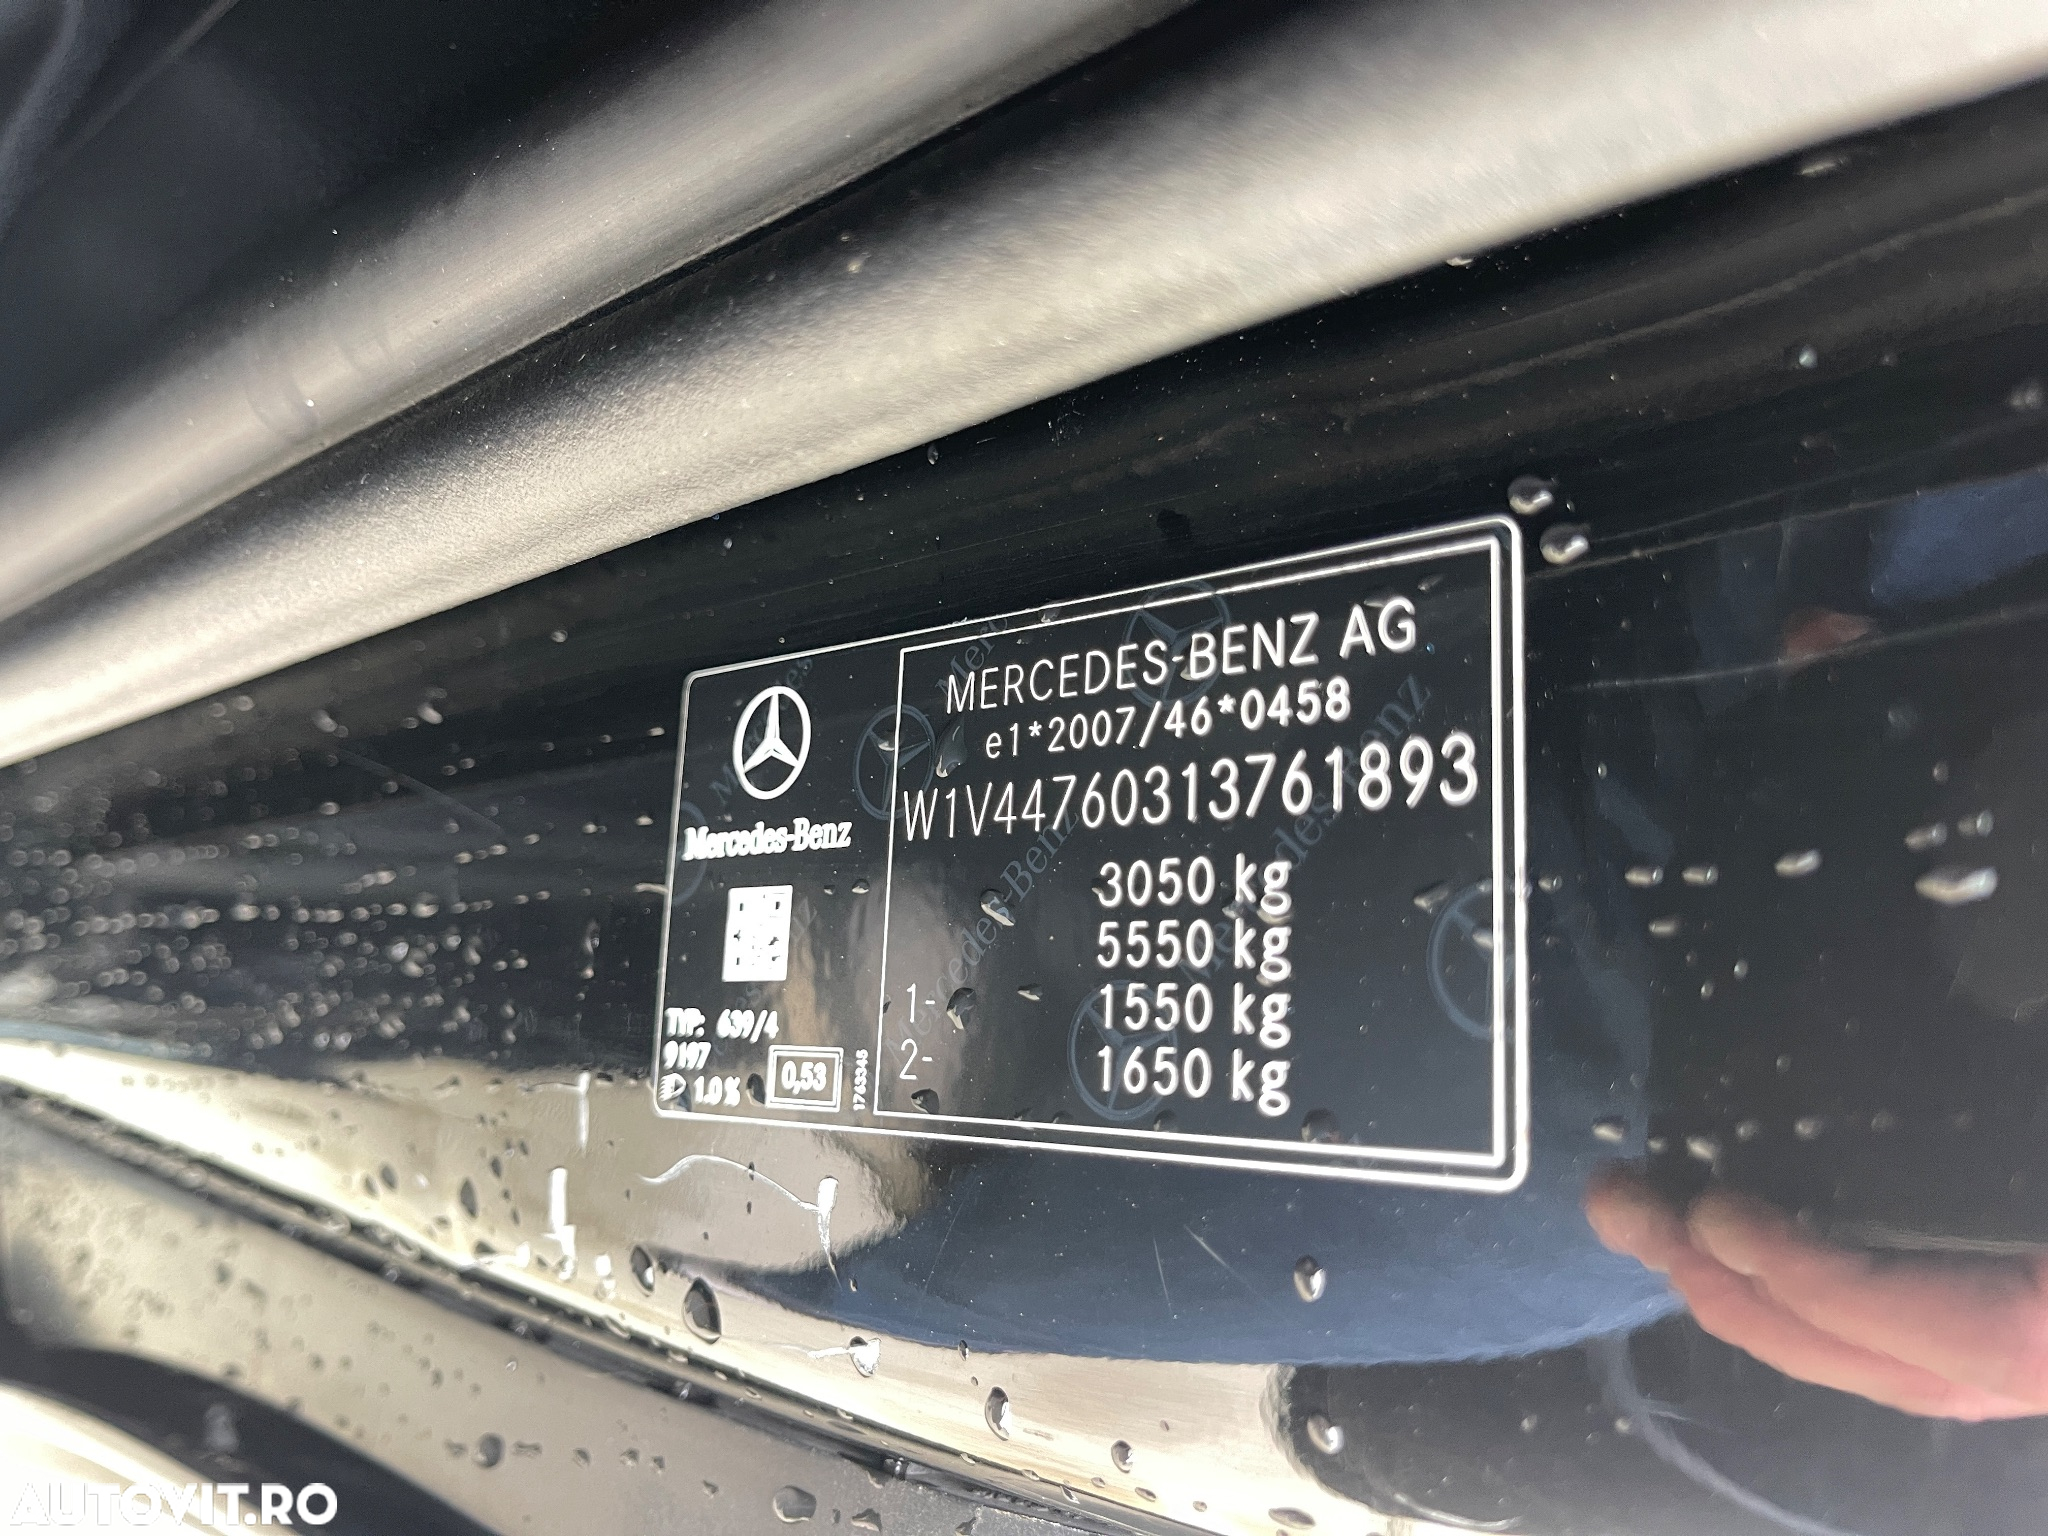 Mercedes-Benz
TYP: 639/4
9197
1.0%
0,53
1763345
MERCEDES-BENZ AG
e1*2007/46*0458
W1V44760313761893
3050 kg
5550 kg
1- 1550 kg
2- 1650 kg
AUTOVIT.RO